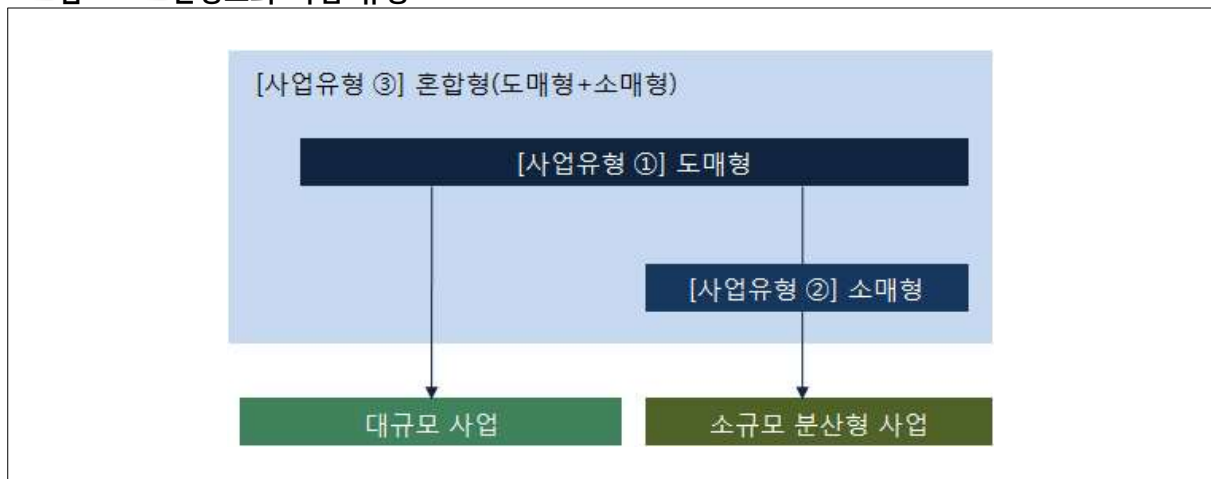 [사업유형 ③] 혼합형(도매형+소매형)
[사업유형 ①] 도매형
[사업유형 ②] 소매형
대규모 사업
소규모 분산형 사업